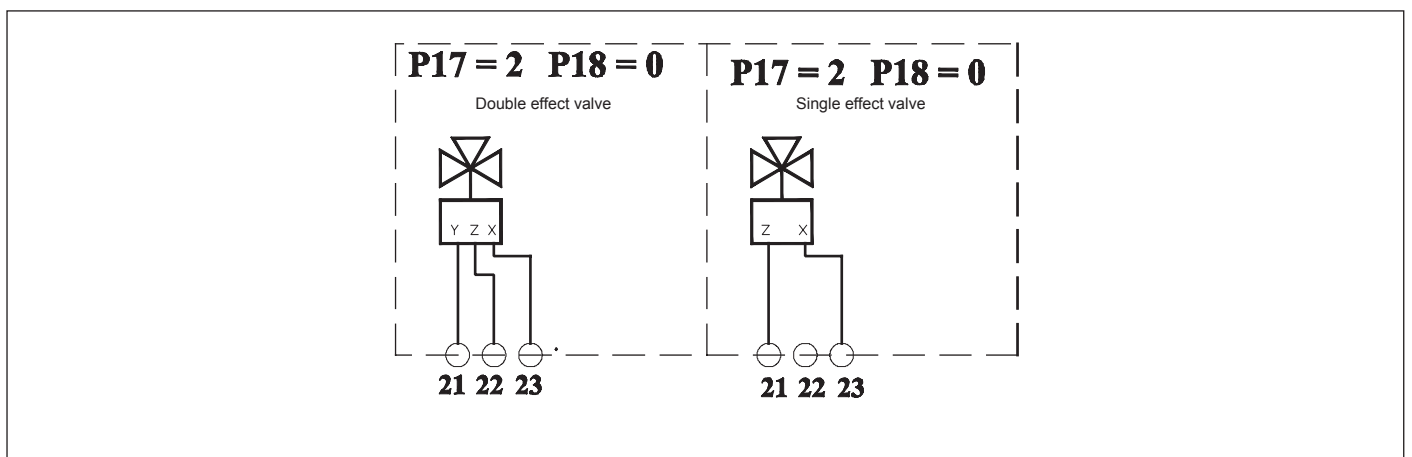 P17 = 2 P18 = 0
Double effect valve
Y Z X
21 22 23
P17 = 2 P18 = 0
Single effect valve
Z X
21 22 23